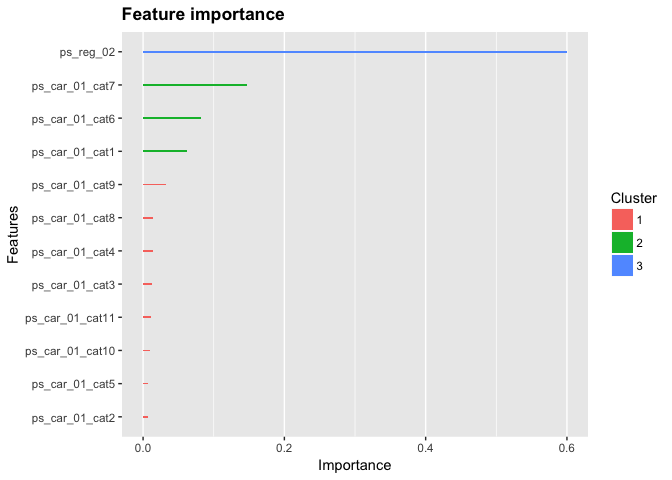 Feature importance
ps_reg_02
ps_car_01_cat7
ps_car_01_cat6
ps_car_01_cat1
ps_car_01_cat9
ps_car_01_cat8
ps_car_01_cat4
ps_car_01_cat3
ps_car_01_cat11
ps_car_01_cat10
ps_car_01_cat5
ps_car_01_cat2
Features
0.0 0.2 0.4 0.6
Importance
Cluster
1
2
3